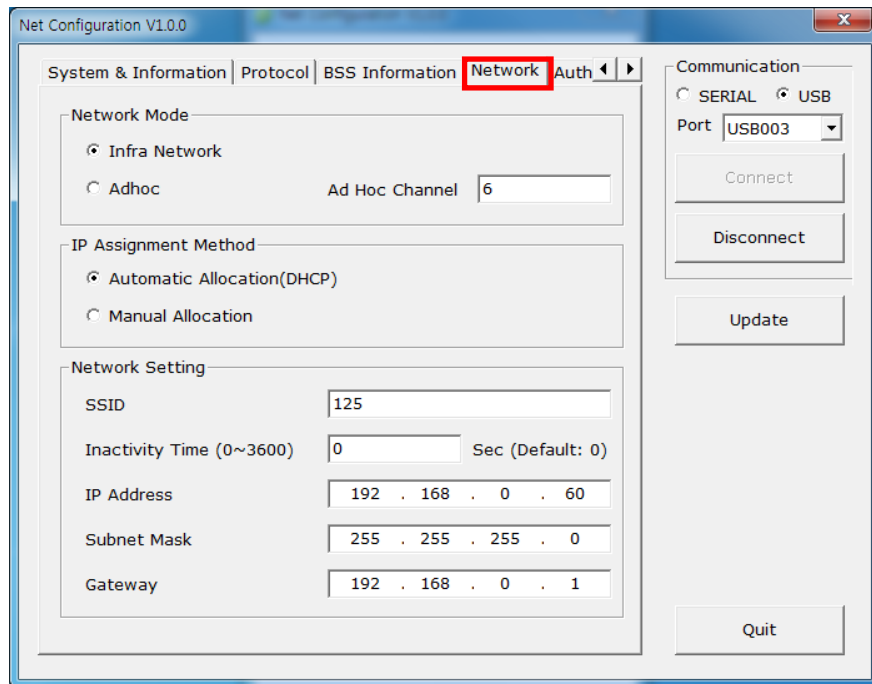 Net Configuration V1.0.0
System & Information Protocol BSS Information Network Auth
Network Mode
Infra Network
Adhoc Ad Hoc Channel 6
IP Assignment Method
Automatic Allocation(DHCP)
Manual Allocation
Network Setting
SSID 125
Inactivity Time (0~3600) 0 Sec (Default: 0)
IP Address 192 . 168 . 0 . 60
Subnet Mask 255 . 255 . 255 . 0
Gateway 192 . 168 . 0 . 1
Communication
SERIAL USB
Port USB003
Connect
Disconnect
Update
Quit